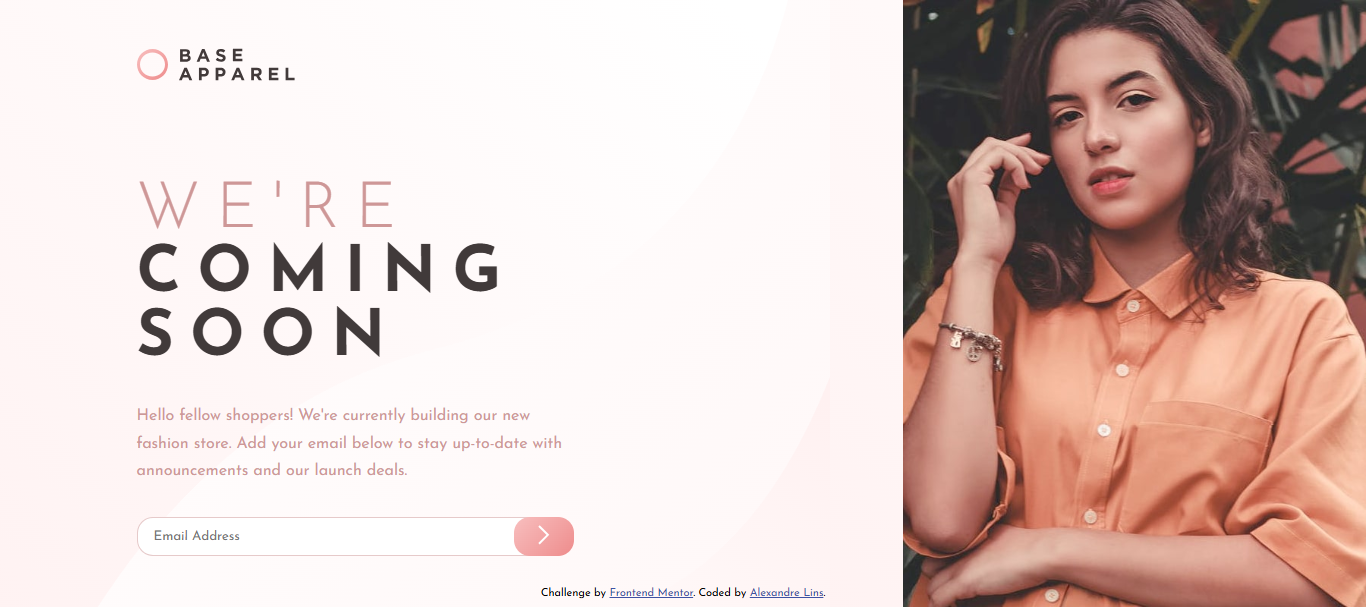 BASE
APPAREL
WE'RE
COMING
SOON
Hello fellow shoppers! We're currently building our new
fashion store. Add your email below to stay up-to-date with
announcements and our launch deals.
Email Address
Challenge by Frontend Mentor. Coded by Alexandre Lins.